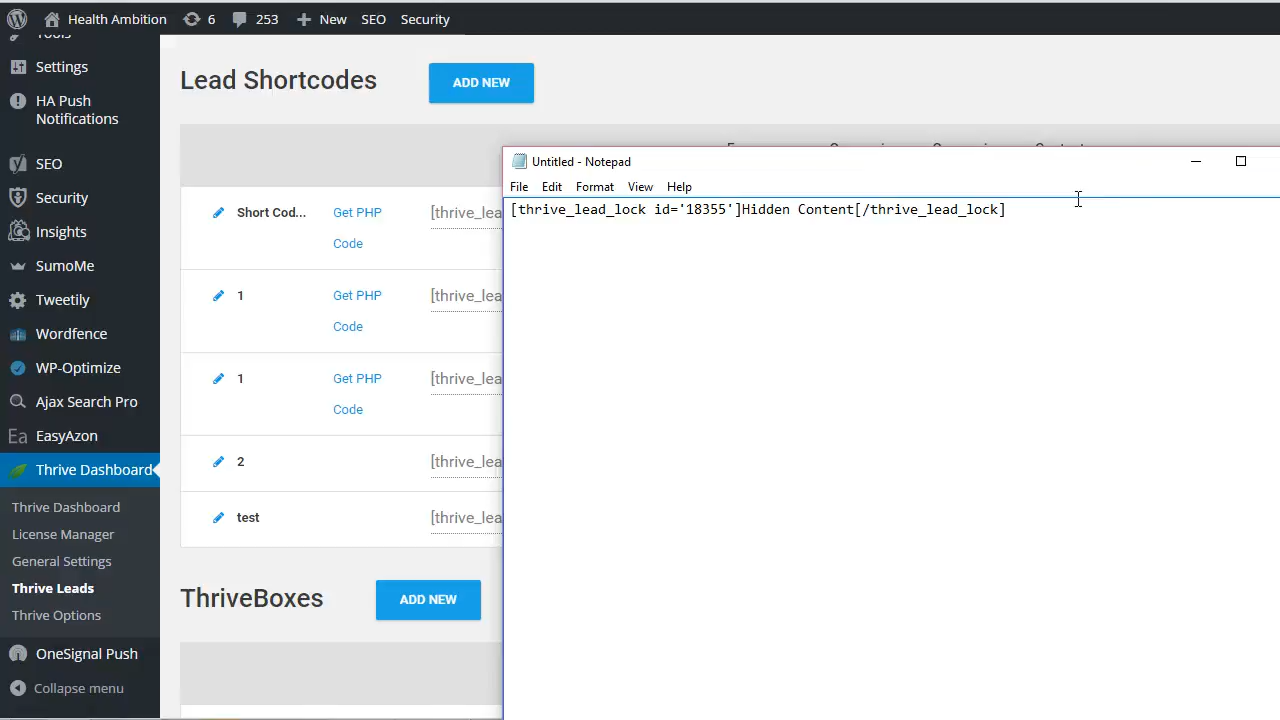 Health Ambition 6 253 New SEO Security
Tools
Settings
HA Push
Notifications
SEO
Security
Insights
SumoMe
Tweetily
Wordfence
WP-Optimize
Ajax Search Pro
Ea EasyAzon
Thrive Dashboard
Thrive Dashboard
License Manager
General Settings
Thrive Leads
Thrive Options
OneSignal Push
Collapse menu
Lead Shortcodes ADD NEW
Short Cod... Get PHP [thrive_lea
Code
1 Get PHP [thrive_lea
Code
1 Get PHP [thrive_lea
Code
2 [thrive_lea
test [thrive_lea
ThriveBoxes ADD NEW
Untitled - Notepad
File Edit Format View Help
[thrive_lead_lock id='18355']Hidden Content[/thrive_lead_lock]